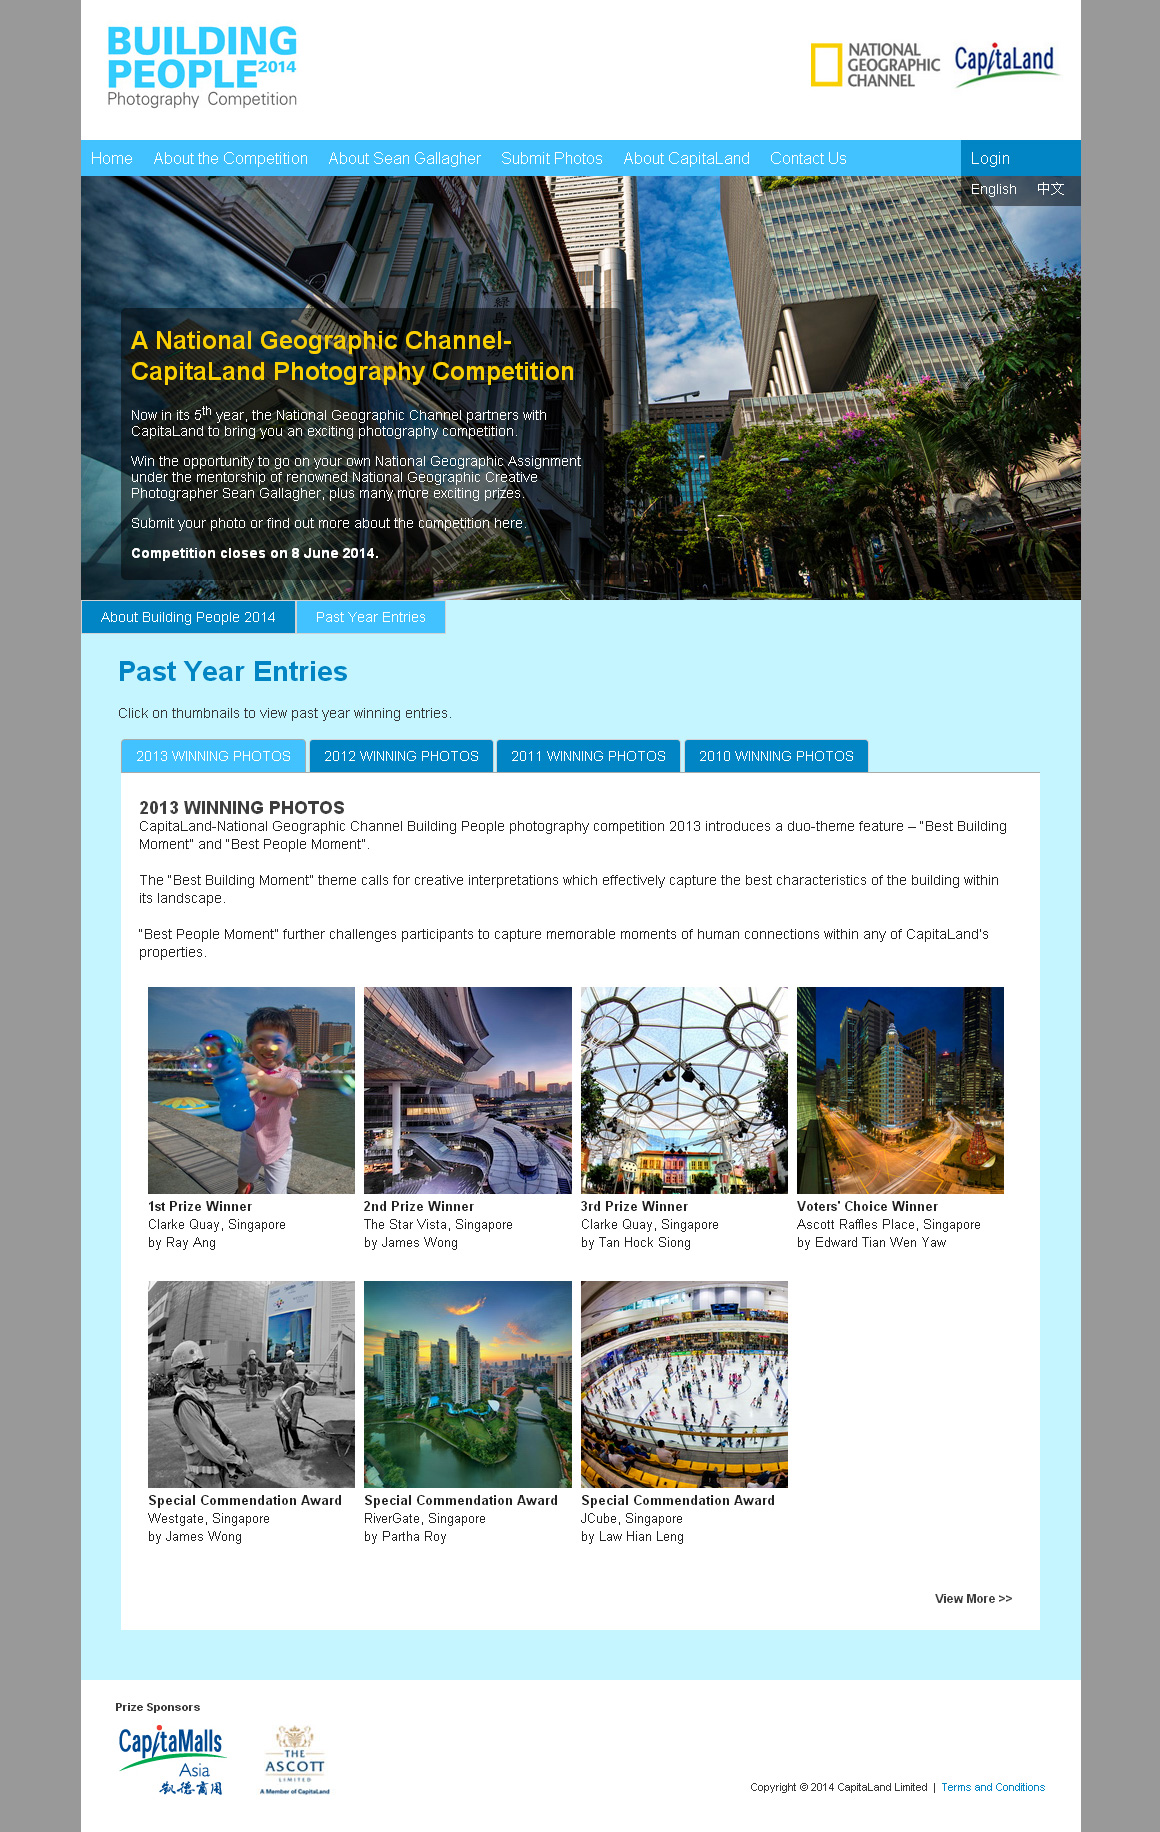 BUILDING
PEOPLE 2014
Photography Competition
NATIONAL
GEOGRAPHIC
CHANNEL
CapitaLand
Home
About the Competition
About Sean Gallagher
Submit Photos
About CapitaLand
Contact Us
Login
English
中文
A National Geographic Channel-
CapitaLand Photography Competition
Now in its 5th year, the National Geographic Channel partners with
CapitaLand to bring you an exciting photography competition.
Win the opportunity to go on your own National Geographic Assignment
under the mentorship of renowned National Geographic Creative
Photographer Sean Gallagher, plus many more exciting prizes.
Submit your photo or find out more about the competition here.
Competition closes on 8 June 2014.
About Building People 2014
Past Year Entries
Past Year Entries
Click on thumbnails to view past year winning entries.
2013 WINNING PHOTOS
2012 WINNING PHOTOS
2011 WINNING PHOTOS
2010 WINNING PHOTOS
2013 WINNING PHOTOS
CapitaLand-National Geographic Channel Building People photography competition 2013 introduces a duo-theme feature – "Best Building
Moment" and "Best People Moment".
The "Best Building Moment" theme calls for creative interpretations which effectively capture the best characteristics of the building within
its landscape.
"Best People Moment" further challenges participants to capture memorable moments of human connections within any of CapitaLand's
properties.
1st Prize Winner
Clarke Quay, Singapore
by Ray Ang
2nd Prize Winner
The Star Vista, Singapore
by James Wong
3rd Prize Winner
Clarke Quay, Singapore
by Tan Hock Siong
Voters' Choice Winner
Ascott Raffles Place, Singapore
by Edward Tian Wen Yaw
Special Commendation Award
Westgate, Singapore
by James Wong
Special Commendation Award
RiverGate, Singapore
by Partha Roy
Special Commendation Award
JCube, Singapore
by Law Hian Leng
View More >>
Prize Sponsors
CapitaMalls
Asia
凯德商用
THE
ASCOTT
LIMITED
A Member of CapitaLand
Copyright © 2014 CapitaLand Limited | Terms and Conditions